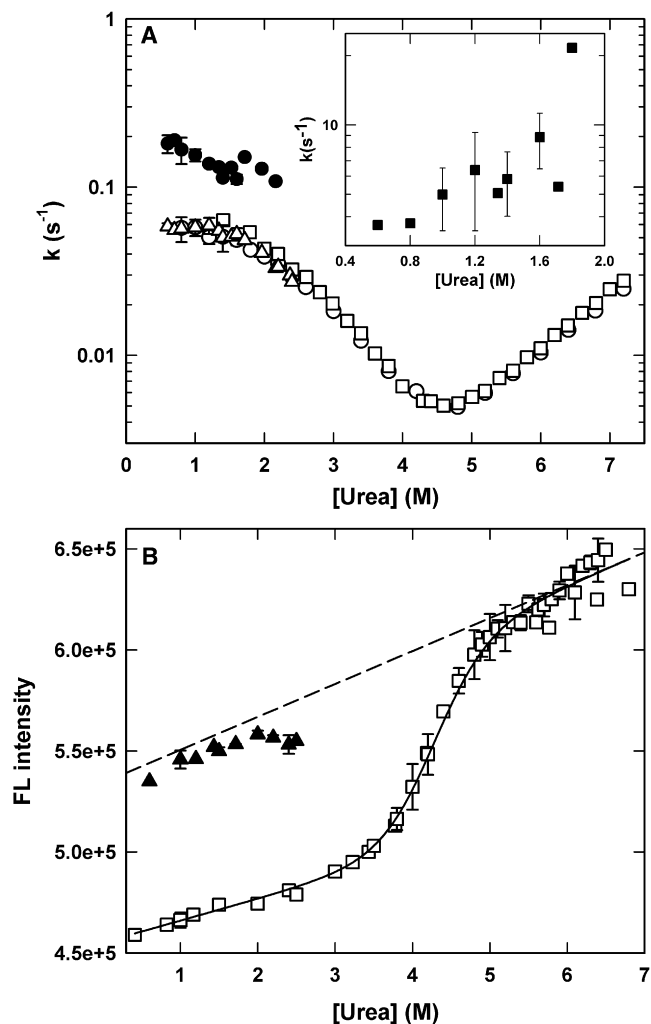 A
1
0.1
0.01
k (s-1)
0 1 2 3 4 5 6 7
[Urea] (M)
10
k(s-1)
0.4 0.8 1.2 1.6 2.0
[Urea] (M)
B
6.5e+5
6.0e+5
5.5e+5
5.0e+5
4.5e+5
FL intensity
1 2 3 4 5 6 7
[Urea] (M)